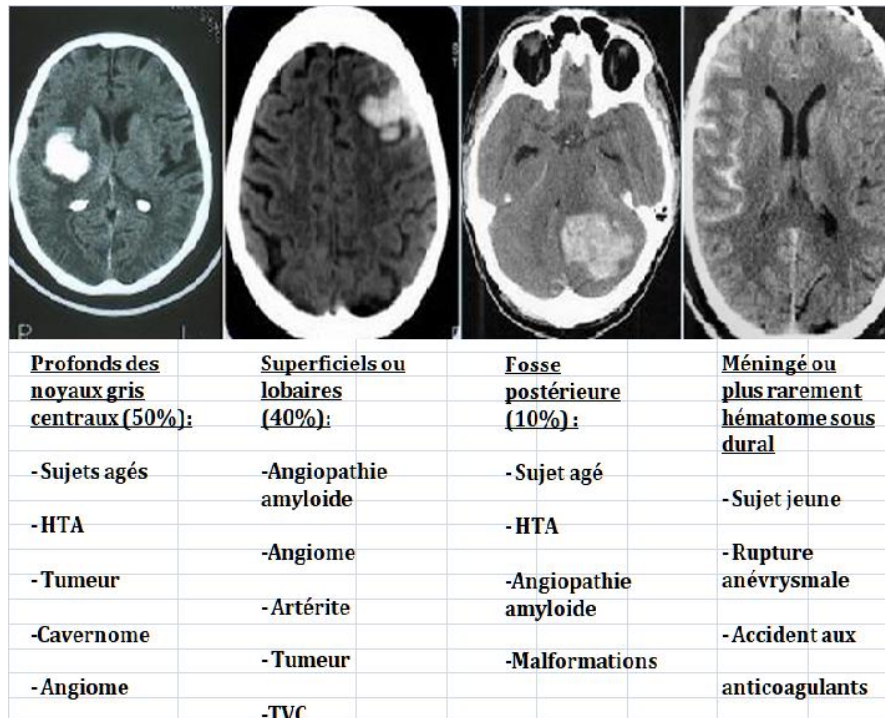 Profonds des
noyaux gris
centraux (50%):
-Sujets agés
-HTA
-Tumeur
-Cavernome
-Angiome
Superficiels ou
lobaires
(40%):
-Angiopathie
amyloide
-Angiome
-Artérite
-Tumeur
-TVC
Fosse
postérieure
(10%) :
-Sujet agé
-HTA
-Angiopathie
amyloide
-Malformations
Méningé ou
plus rarement
hématome sous
dural
-Sujet jeune
-Rupture
anévrysmale
-Accident aux
anticoagulants